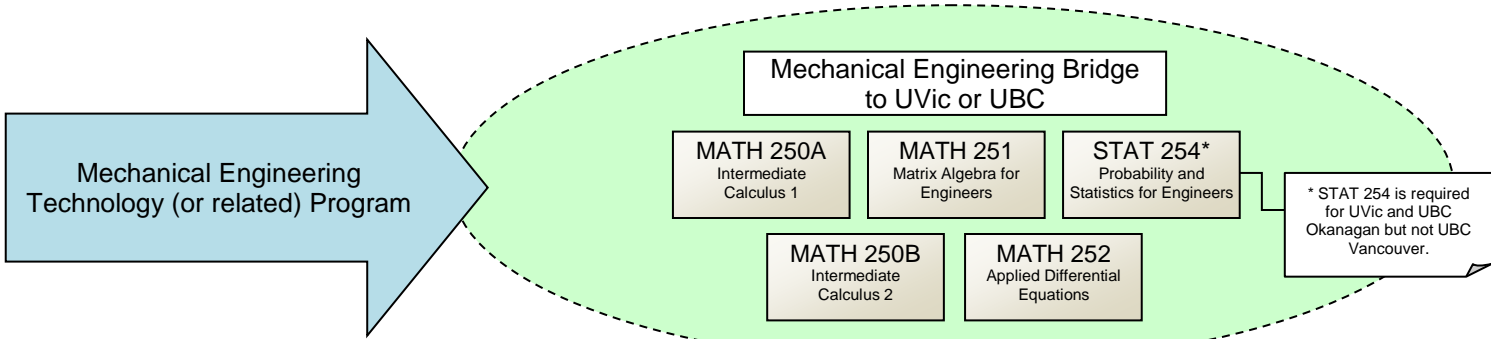 Mechanical Engineering
Technology (or related) Program
Mechanical Engineering Bridge
to UVic or UBC
MATH 250A
Intermediate
Calculus 1
MATH 251
Matrix Algebra for
Engineers
STAT 254*
Probability and
Statistics for Engineers
* STAT 254 is required
for UVic and UBC
Okanagan but not UBC
Vancouver.
MATH 250B
Intermediate
Calculus 2
MATH 252
Applied Differential
Equations